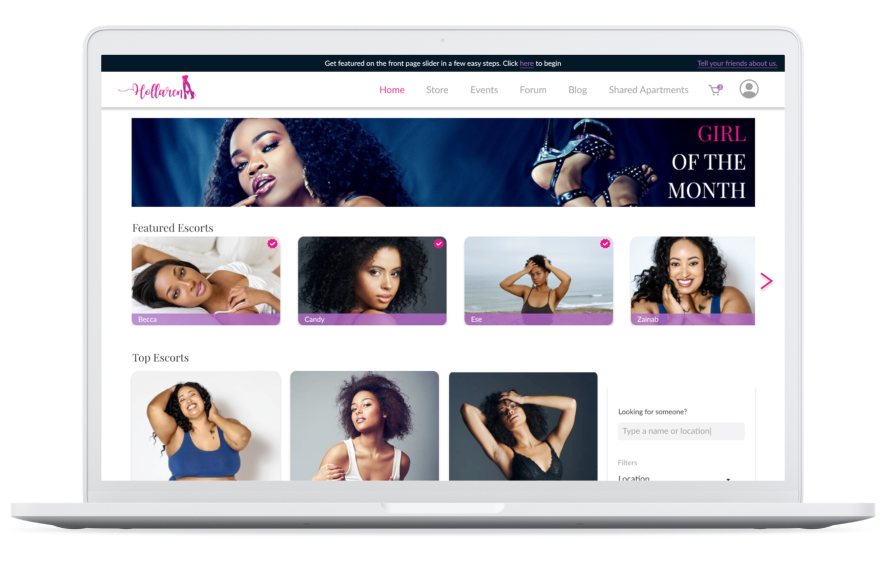 Get featured on the front page slider in a few easy steps. Click here to begin
Tell your friends about us.
Hollaren
Home
Store
Events
Forum
Blog
Shared Apartments
GIRL
OF THE
MONTH
Featured Escorts
Becca
Candy
Ese
Zainab
Top Escorts
Looking for someone?
Type a name or location|
Filters
Location